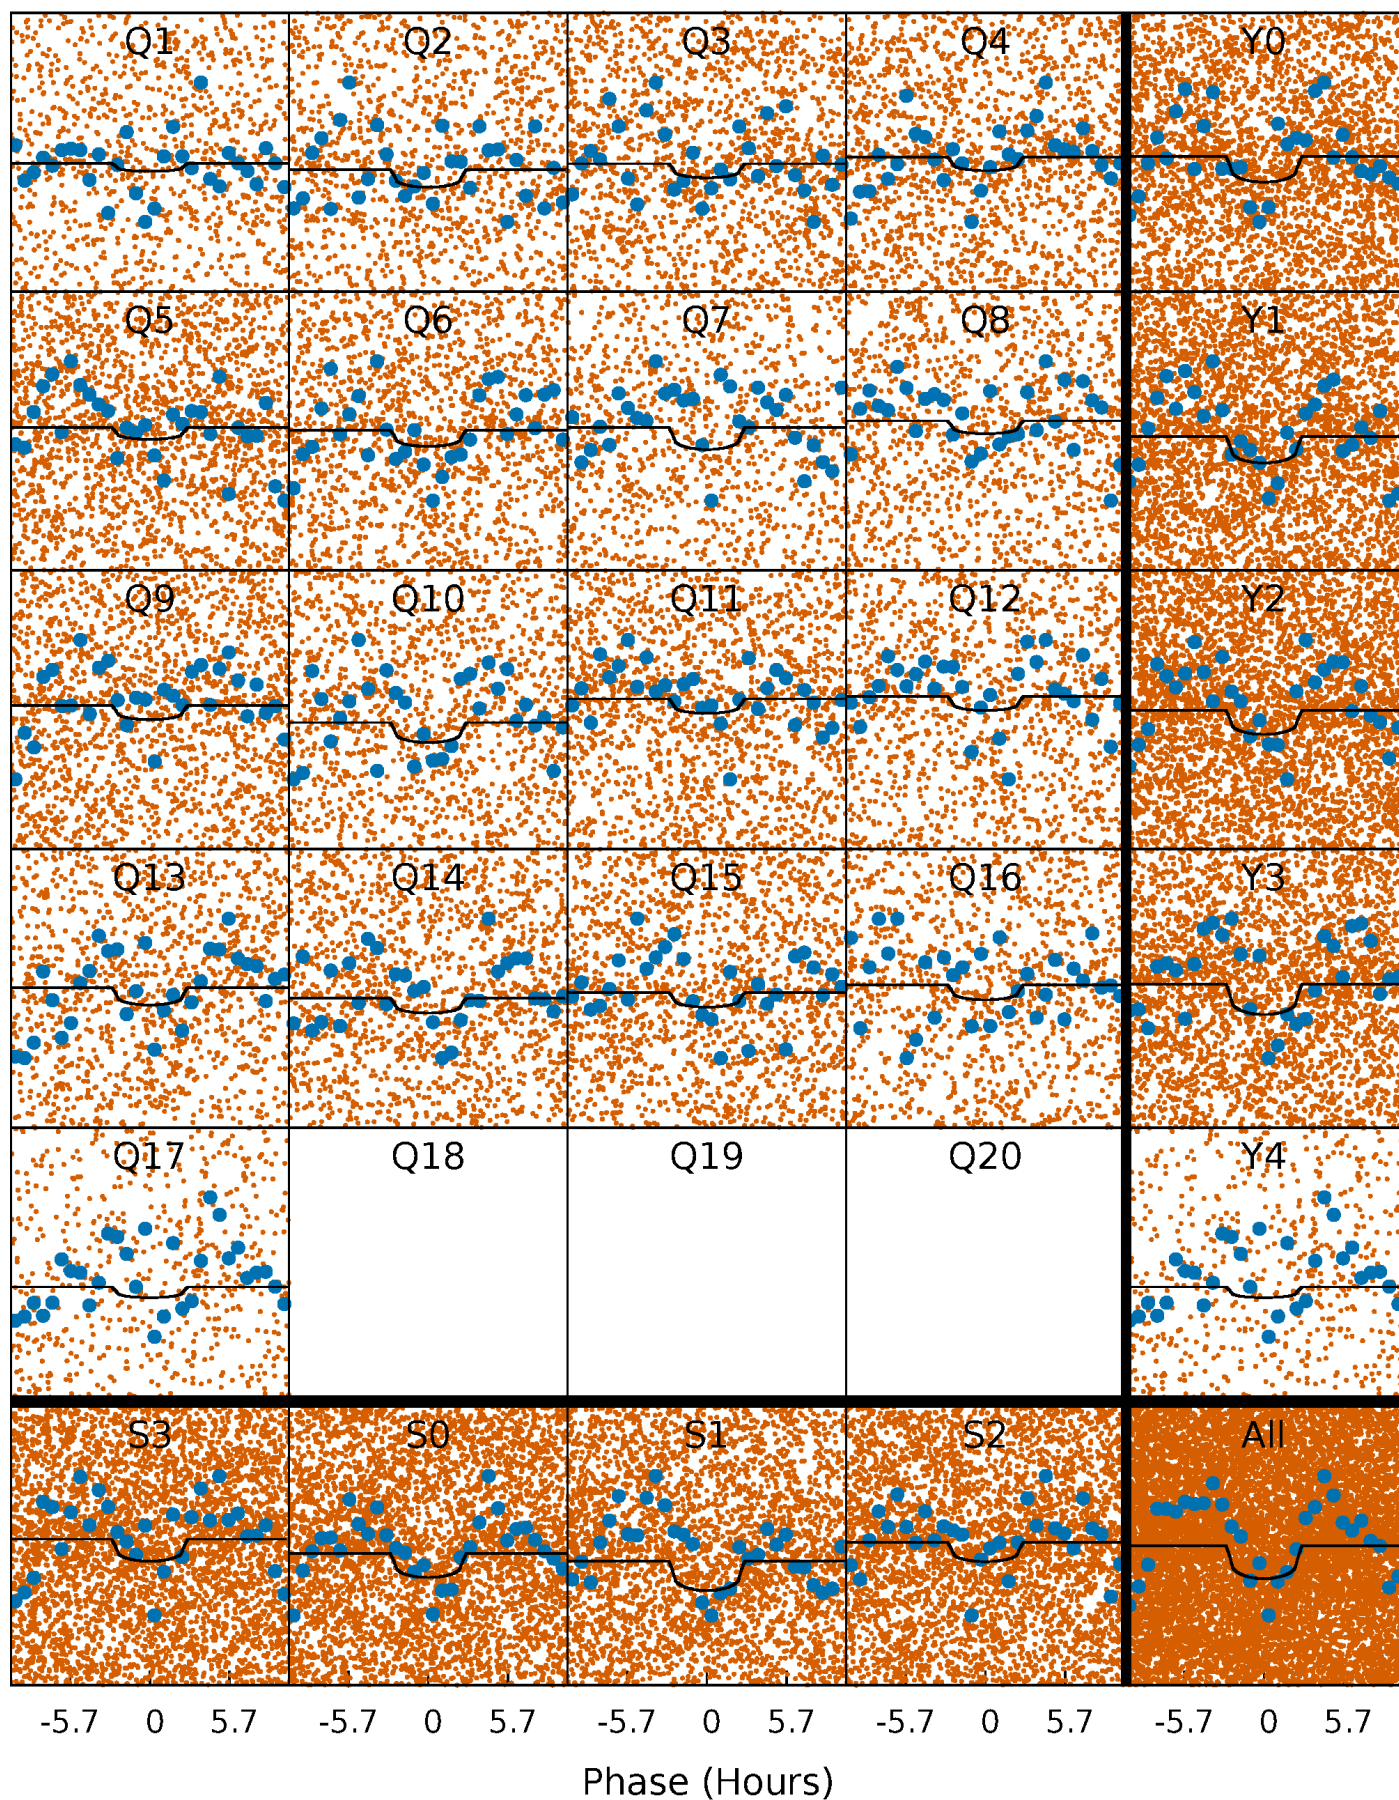 Q1 Q2 Q3 Q4 Y0
Q5 Q6 Q7 Q8 Y1
Q9 Q10 Q11 Q12 Y2
Q13 Q14 Q15 Q16 Y3
Q17 Q18 Q19 Q20 Y4
S3 S0 S1 S2 All
-5.7 0 5.7 -5.7 0 5.7 -5.7 0 5.7 -5.7 0 5.7 -5.7 0 5.7
Phase (Hours)